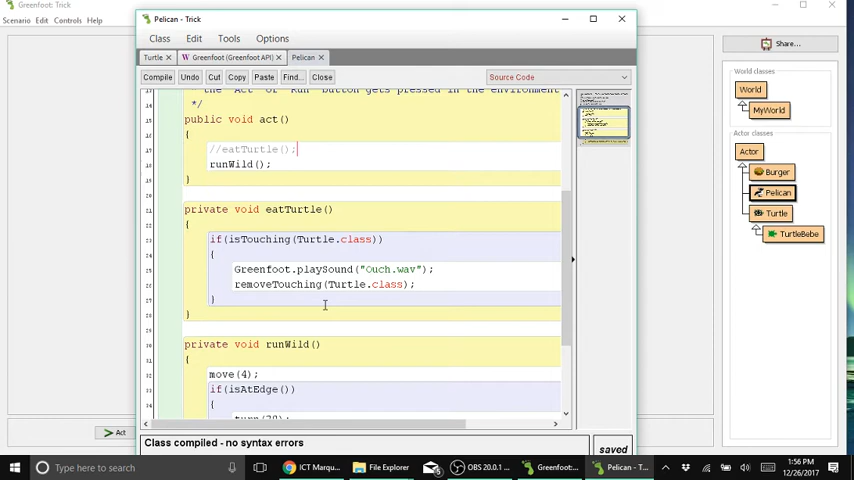 Greenfoot: Trick
Scenario Edit Controls Help
Pelican - Trick
Class Edit Tools Options
Turtle Greenfoot (Greenfoot API) Pelican
Compile Undo Cut Copy Paste Find... Close Source Code
the 'Act' or 'Run' button gets pressed in the environment
*/
public void act()
{
//eatTurtle();
runWild();
}
private void eatTurtle()
{
if(isTouching(Turtle.class))
{
Greenfoot.playSound("Ouch.wav");
removeTouching(Turtle.class);
}
}
private void runWild()
{
move(4);
if(isAtEdge())
{
Class compiled - no syntax errors
saved
Act
Share...
World classes
World
MyWorld
Actor classes
Actor
Burger
Pelican
Turtle
TurtleBebe
Type here to search
ICT Marqu...
File Explorer
5
OBS 20.0.1 ...
Greenfoot:...
Pelican - T...
1:56 PM
12/26/2017